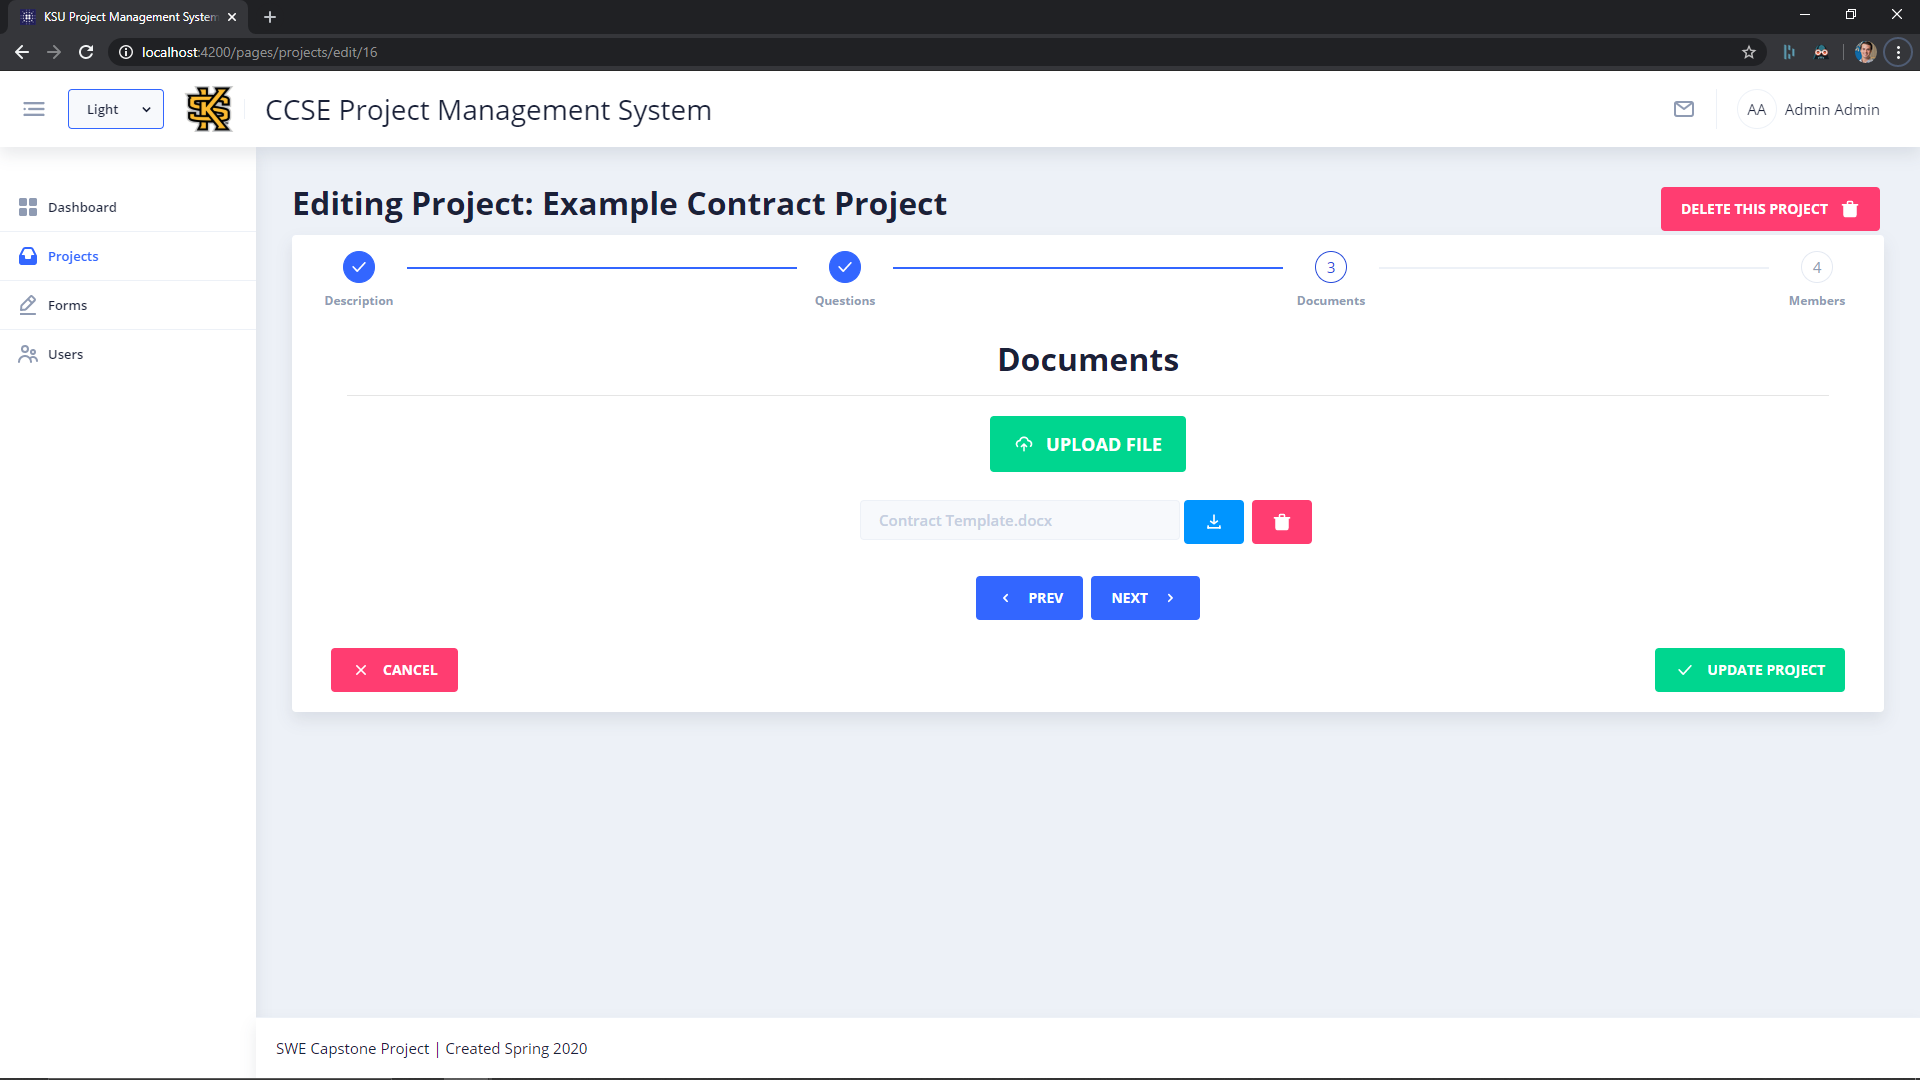 KSU Project Management System
localhost:4200/pages/projects/edit/16
Light
KS
CCSE Project Management System
AA
Admin Admin
Dashboard
Projects
Forms
Users
Editing Project: Example Contract Project
DELETE THIS PROJECT
3
4
Description
Questions
Documents
Members
Documents
UPLOAD FILE
Contract Template.docx
PREV
NEXT
CANCEL
UPDATE PROJECT
SWE Capstone Project | Created Spring 2020